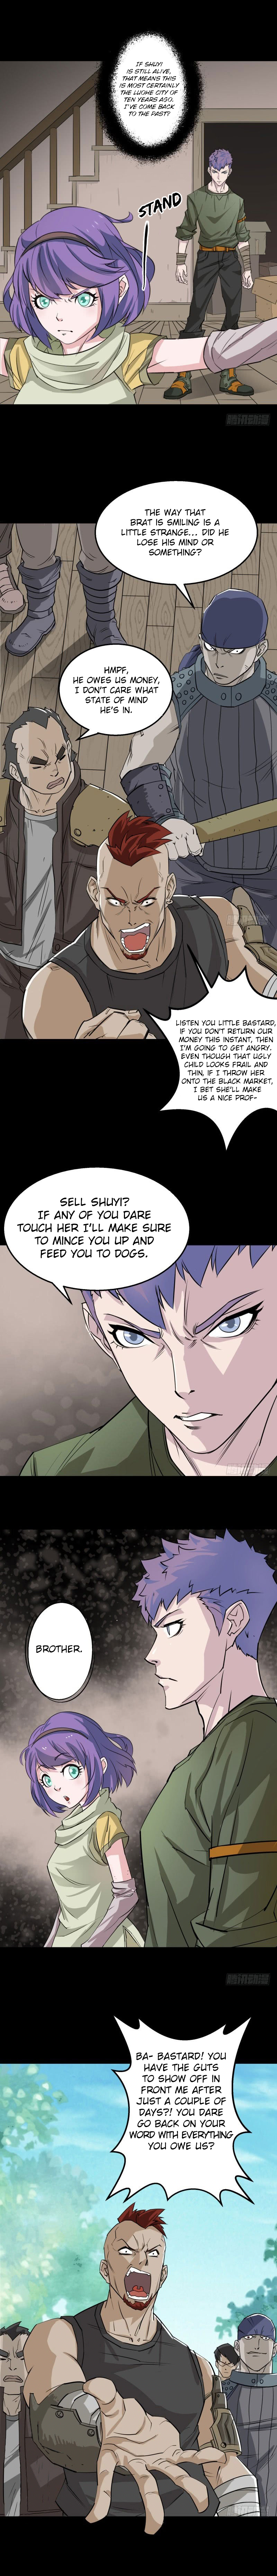 IF SHUYI
IS STILL ALIVE,
THAT MEANS THIS
IS MOST CERTAINLY
THE LUOHE CITY OF
TEN YEARS AGO.
I'VE COME BACK
TO THE PAST?
STAND
THE WAY THAT
BRAT IS SMILING IS A
LITTLE STRANGE... DID HE
LOSE HIS MIND OR
SOMETHING?
HMPF,
HE OWES US MONEY,
I DON'T CARE WHAT
STATE OF MIND
HE'S IN.
LISTEN YOU LITTLE BASTARD,
IF YOU DON'T RETURN OUR
MONEY THIS INSTANT, THEN
I'M GOING TO GET ANGRY.
EVEN THOUGH THAT UGLY
CHILD LOOKS FRAIL AND
THIN, IF I THROW HER
ONTO THE BLACK MARKET,
I BET SHE'LL MAKE
US A NICE PROF-
SELL SHUYI?
IF ANY OF YOU DARE
TOUCH HER I'LL MAKE SURE
TO MINCE YOU UP AND
FEED YOU TO DOGS.
BROTHER.
BA- BASTARD! YOU
HAVE THE GUTS
TO SHOW OFF IN
FRONT ME AFTER
JUST A COUPLE OF
DAYS?! YOU DARE
GO BACK ON YOUR
WORD WITH EVERYTHING
YOU OWE US?